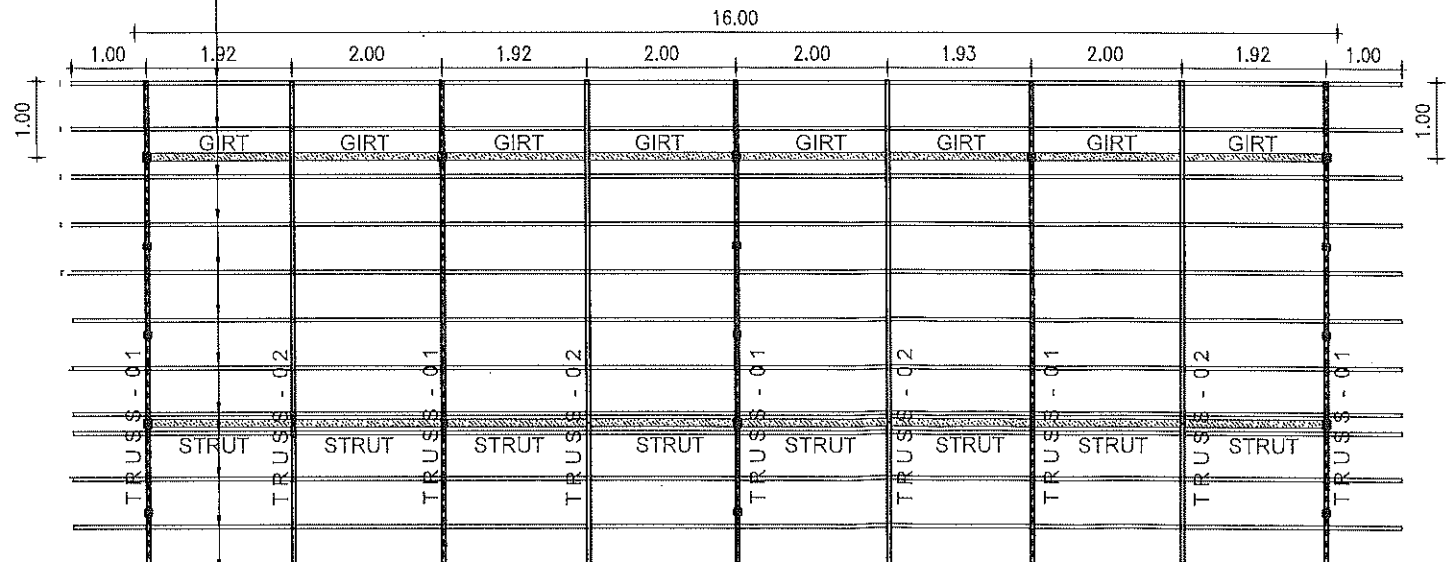 16.00
1.00 1.92 2.00 1.92 2.00 2.00 1.93 2.00 1.92 1.00
1.00 1.00
GIRT GIRT GIRT GIRT GIRT GIRT GIRT GIRT
TRUSS-01 TRUSS-02 TRUSS-01 TRUSS-02 TRUSS-01 TRUSS-02 TRUSS-01 TRUSS-02 TRUSS-01
STRUT STRUT STRUT STRUT STRUT STRUT STRUT STRUT